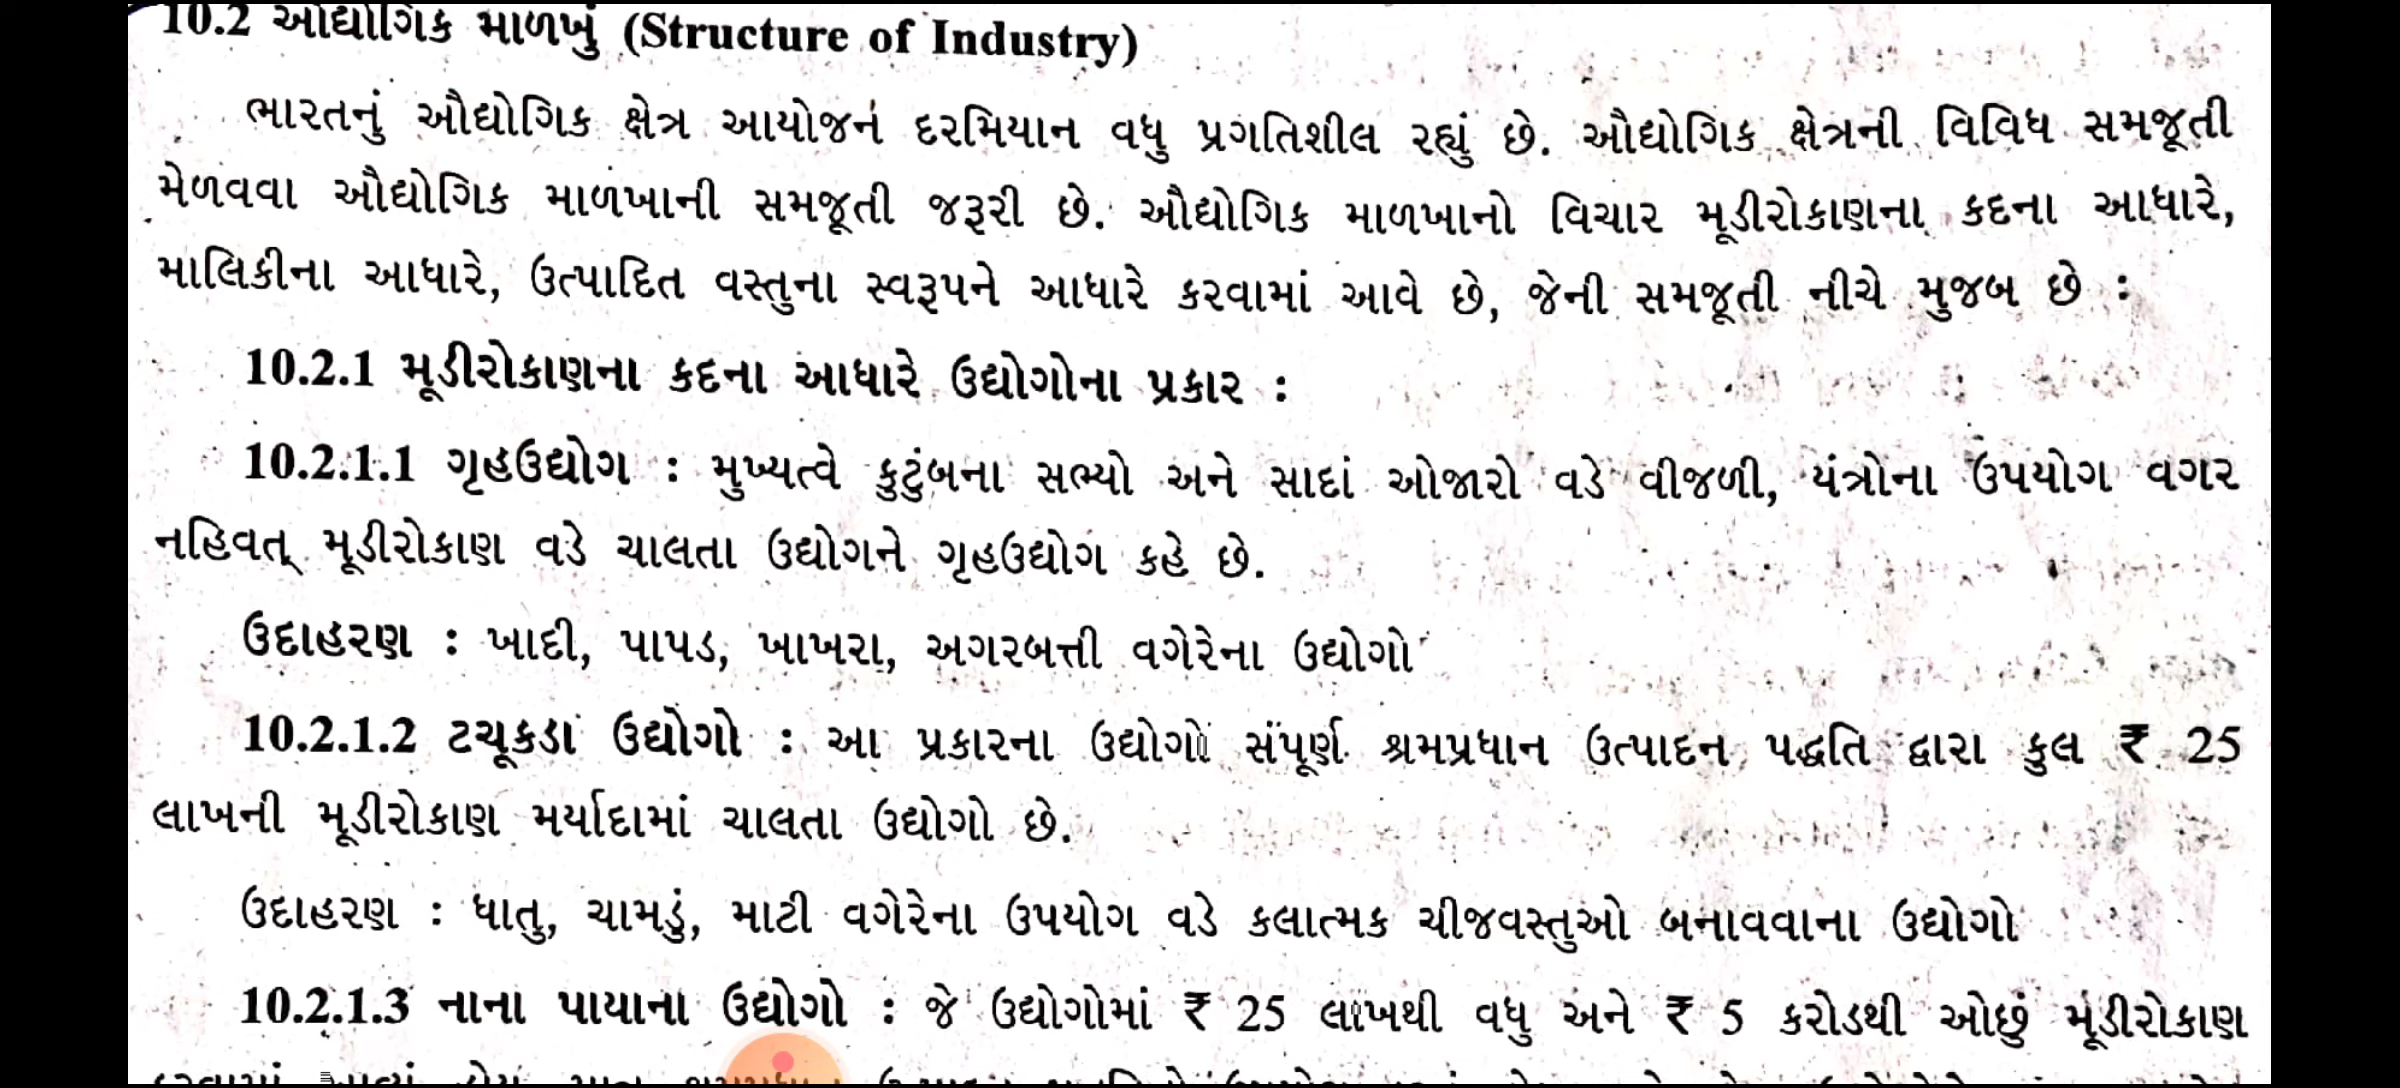 10.2 ઔદ્યોગિક માળખું (Structure of Industry)
ભારતનું ઔદ્યોગિક ક્ષેત્ર આયોજન દરમિયાન વધુ પ્રગતિશીલ રહ્યું છે. ઔદ્યોગિક ક્ષેત્રની વિવિધ સમજૂતી
મેળવવા ઔદ્યોગિક માળખાની સમજૂતી જરૂરી છે. ઔદ્યોગિક માળખાનો વિચાર મૂડીરોકાણના કદના આધારે,
માલિકીના આધારે, ઉત્પાદિત વસ્તુના સ્વરૂપને આધારે કરવામાં આવે છે, જેની સમજૂતી નીચે મુજબ છે :
10.2.1 મૂડીરોકાણના કદના આધારે ઉદ્યોગોના પ્રકાર :
10.2.1.1 ગૃહઉદ્યોગ : મુખ્યત્વે કુટુંબના સભ્યો અને સાદાં ઓજારો વડે વીજળી, યંત્રોના ઉપયોગ વગર
નહિવત્ મૂડીરોકાણ વડે ચાલતા ઉદ્યોગને ગૃહઉદ્યોગ કહે છે.
ઉદાહરણ : ખાદી, પાપડ, ખાખરા, અગરબત્તી વગેરેના ઉદ્યોગો
10.2.1.2 ટચૂકડા ઉદ્યોગો : આ પ્રકારના ઉદ્યોગો સંપૂર્ણ શ્રમપ્રધાન ઉત્પાદન પદ્ધતિ દ્વારા કુલ ₹ 25
લાખની મૂડીરોકાણ મર્યાદામાં ચાલતા ઉદ્યોગો છે.
ઉદાહરણ : ધાતુ, ચામડું, માટી વગેરેના ઉપયોગ વડે કલાત્મક ચીજવસ્તુઓ બનાવવાના ઉદ્યોગો
10.2.1.3 નાના પાયાના ઉદ્યોગો : જે ઉદ્યોગોમાં ₹ 25 લાખથી વધુ અને ₹ 5 કરોડથી ઓછું મૂડીરોકાણ